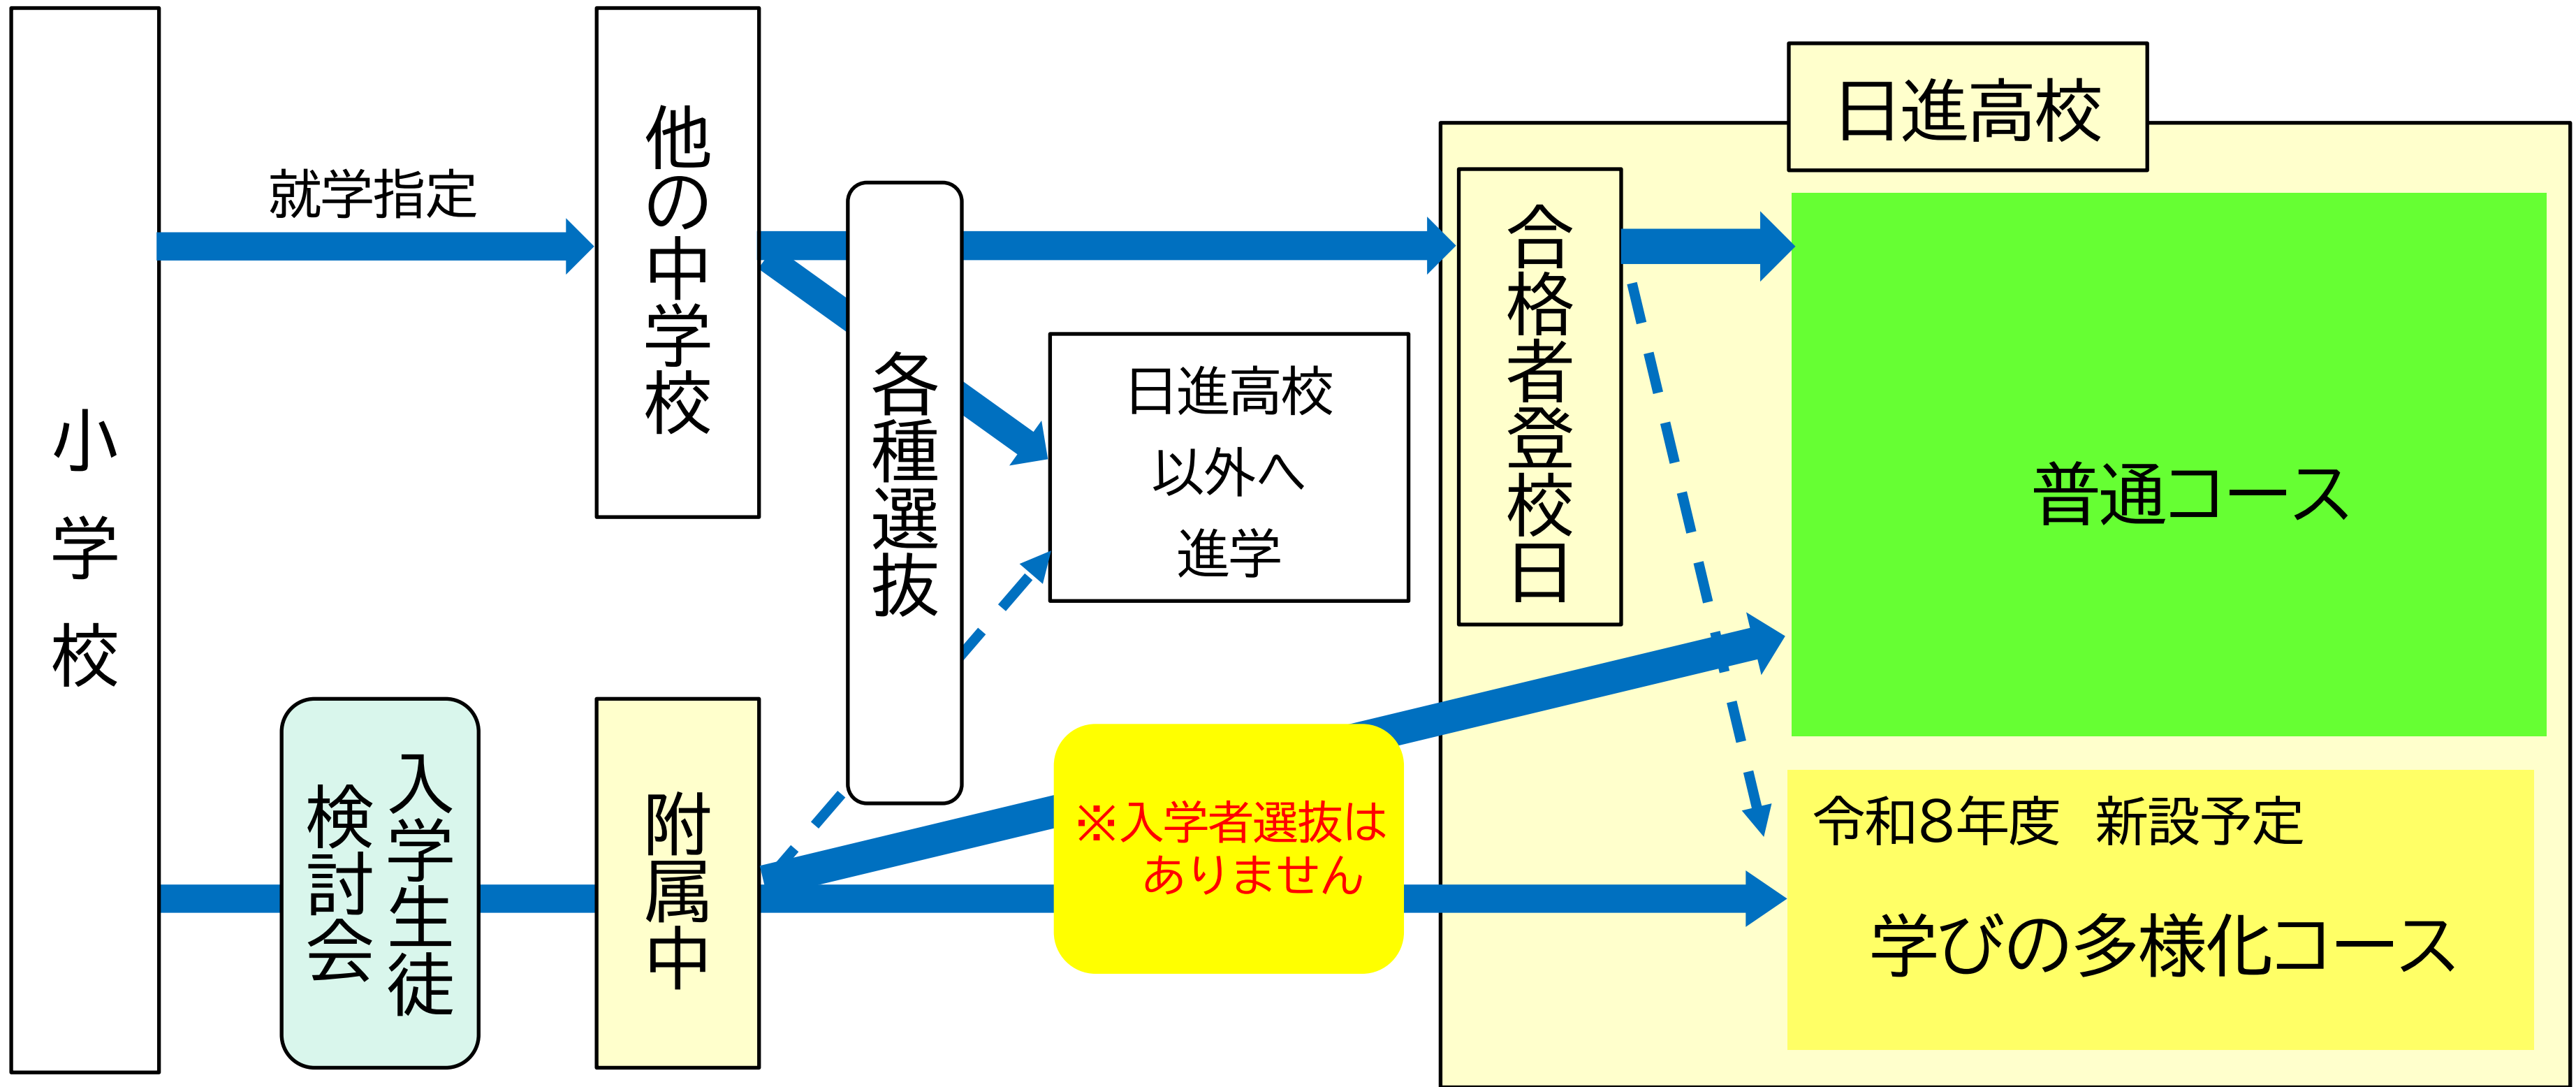 小学校
就学指定
他の中学校
各種選抜
日進高校
以外へ
進学
入学生徒
検討会
附属中
※入学者選抜は
ありません
日進高校
合格者登校日
普通コース
令和8年度 新設予定
学びの多様化コース